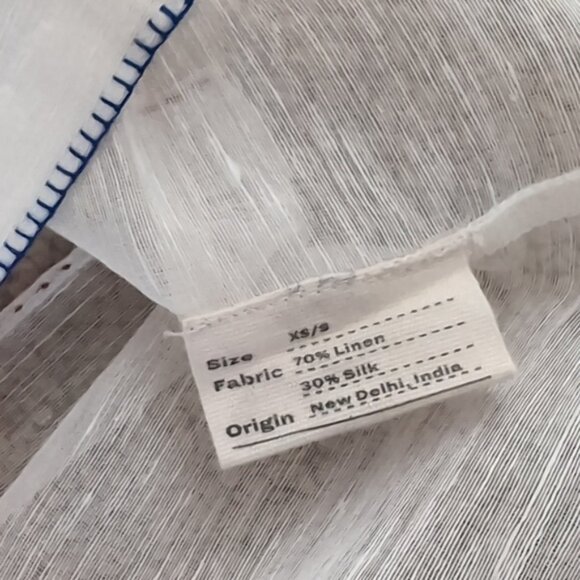 Size XS/S
Fabric 70% Linen
30% Silk
Origin New Delhi, India